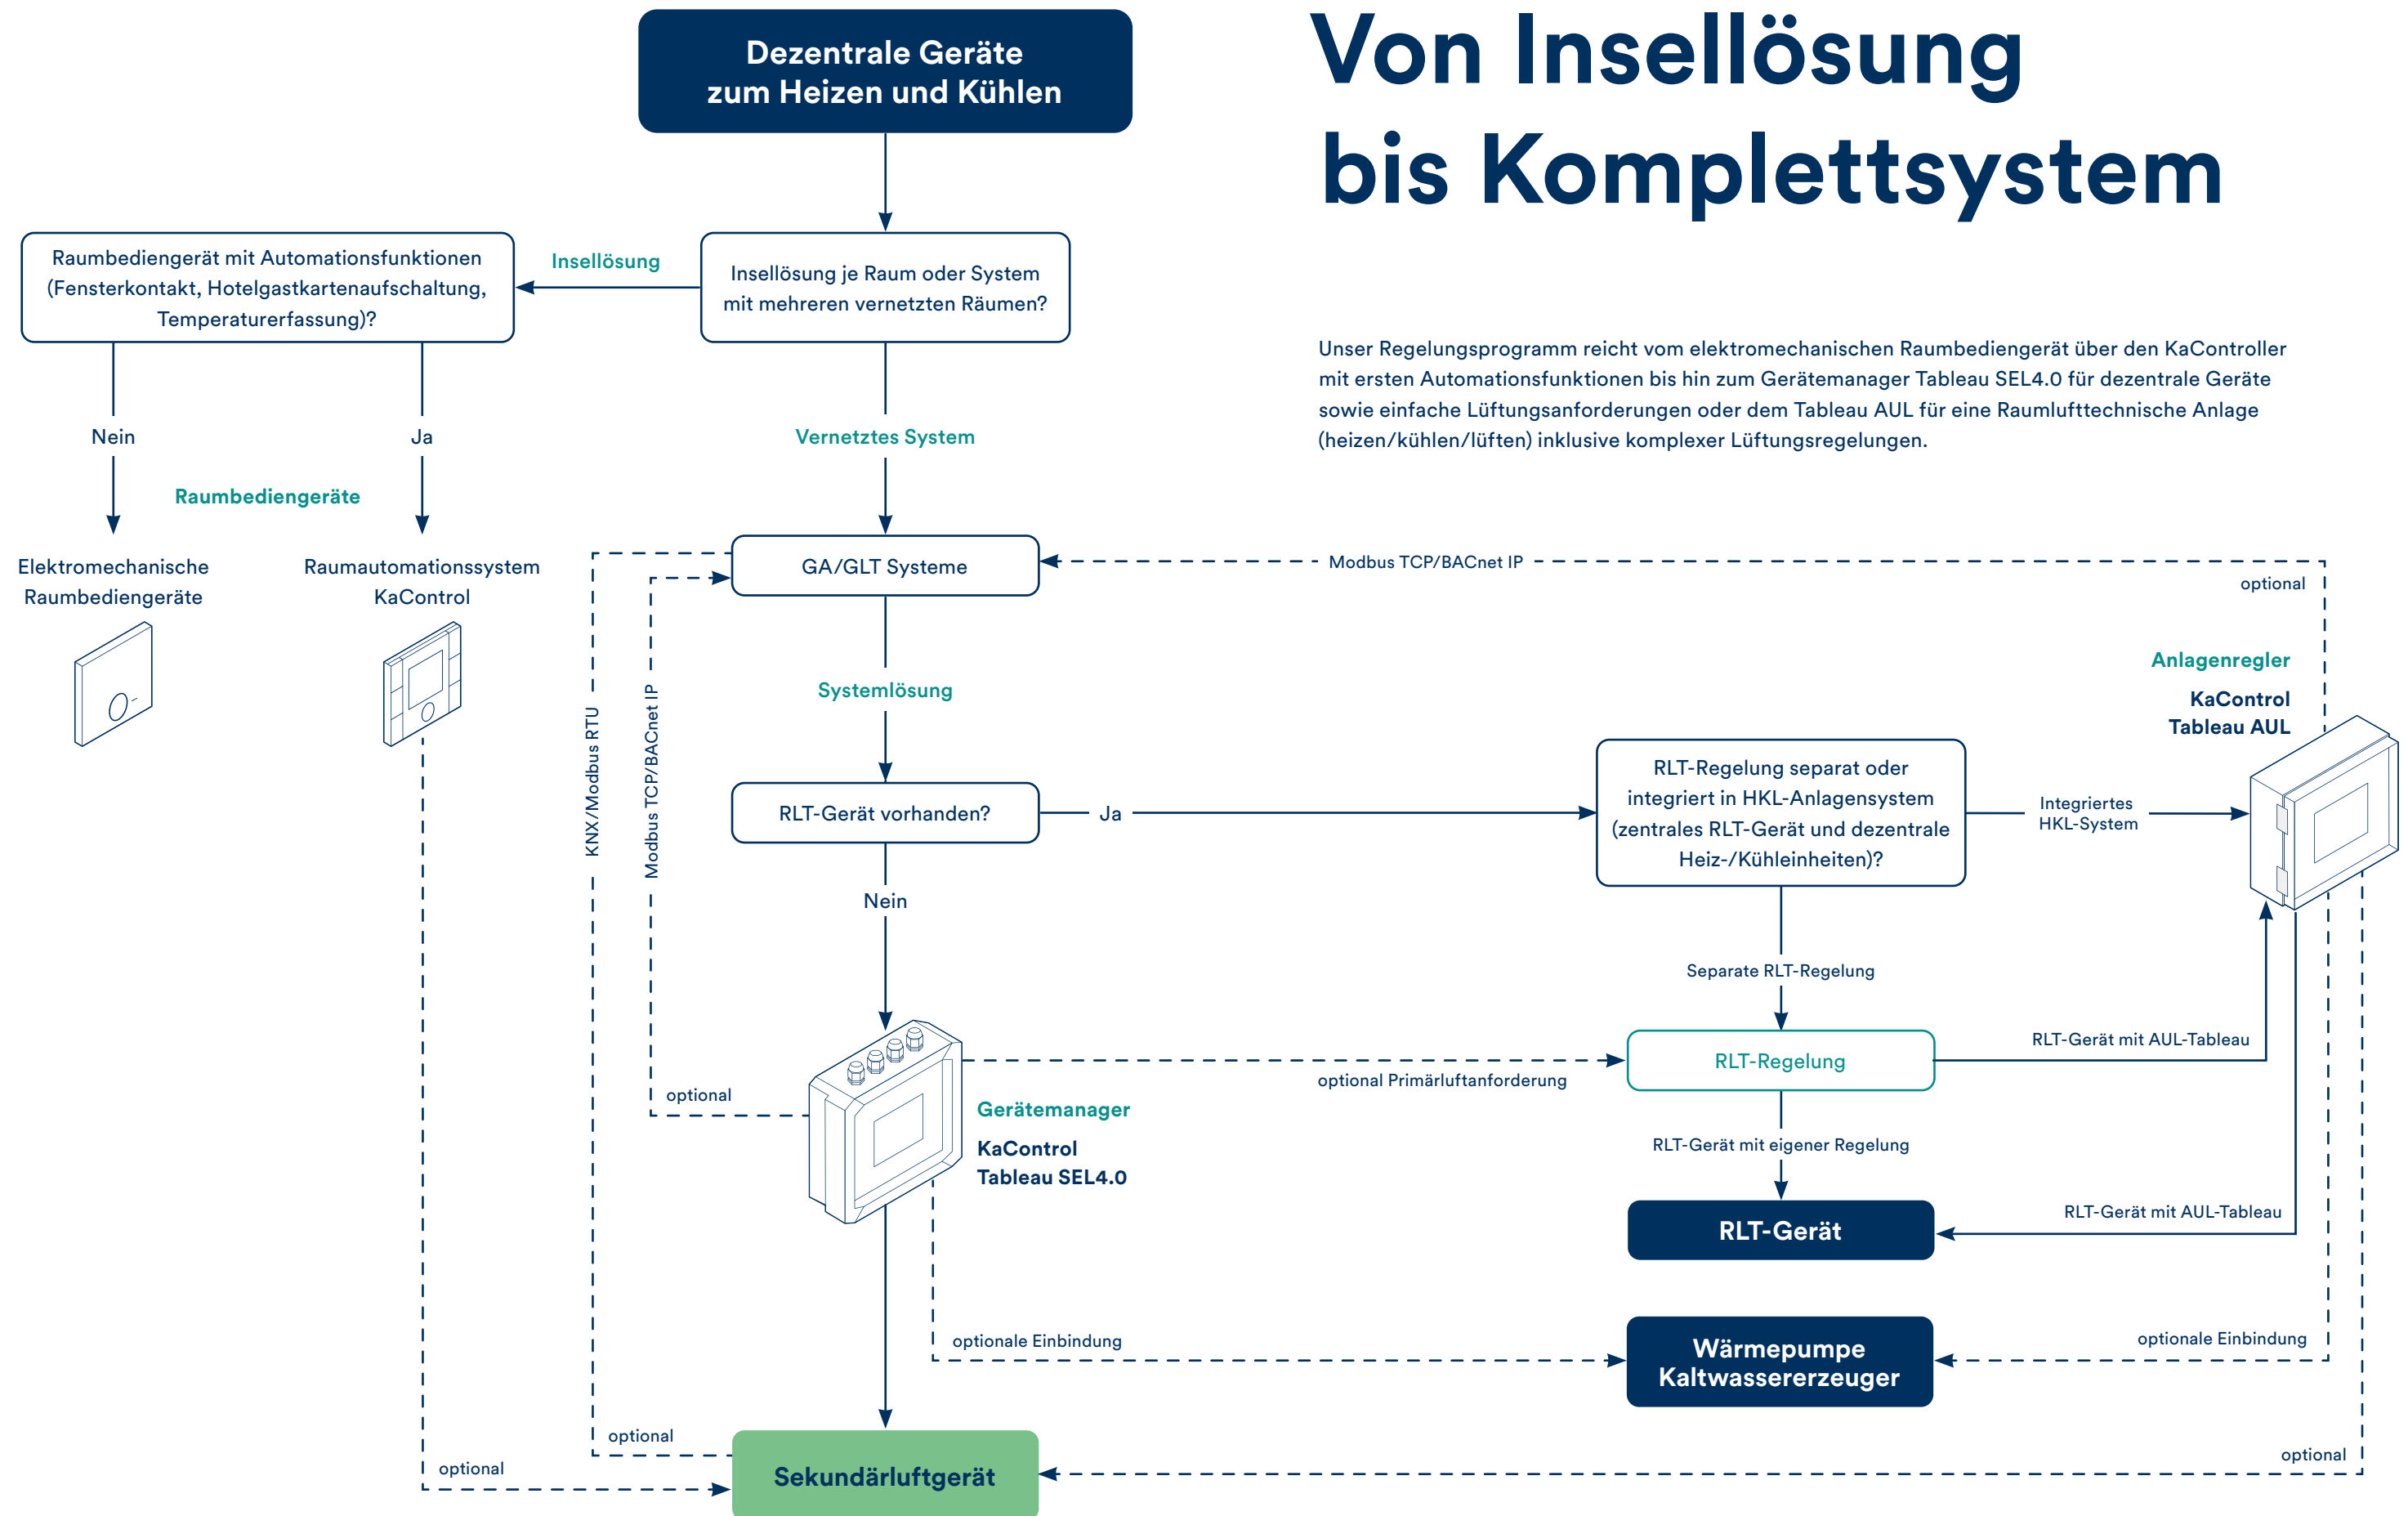 Von Insellösung
bis Komplettsystem
Unser Regelungsprogramm reicht vom elektromechanischen Raumbediengerät über den KaController
mit ersten Automationsfunktionen bis hin zum Gerätemanager Tableau SEL4.0 für dezentrale Geräte
sowie einfache Lüftungsanforderungen oder dem Tableau AUL für eine Raumlufttechnische Anlage
(heizen/kühlen/lüften) inklusive komplexer Lüftungsregelungen.
Dezentrale Geräte
zum Heizen und Kühlen
Insellösung je Raum oder System
mit mehreren vernetzten Räumen?
Insellösung
Raumbediengerät mit Automationsfunktionen
(Fensterkontakt, Hotelgastkartenaufschaltung,
Temperaturerfassung)?
Nein
Ja
Raumbediengeräte
Elektromechanische
Raumbediengeräte
Raumautomationssystem
KaControl
Vernetztes System
GA/GLT Systeme
Modbus TCP/BACnet IP
optional
KNX/Modbus RTU
Modbus TCP/BACnet IP
Systemlösung
RLT-Gerät vorhanden?
Ja
RLT-Regelung separat oder
integriert in HKL-Anlagensystem
(zentrales RLT-Gerät und dezentrale
Heiz-/Kühleinheiten)?
Integriertes
HKL-System
Anlagenregler
KaControl
Tableau AUL
Nein
Separate RLT-Regelung
RLT-Regelung
RLT-Gerät mit AUL-Tableau
optional Primärluftanforderung
optional
Gerätemanager
KaControl
Tableau SEL4.0
RLT-Gerät mit eigener Regelung
RLT-Gerät
RLT-Gerät mit AUL-Tableau
optionale Einbindung
Wärmepumpe
Kaltwassererzeuger
optionale Einbindung
optional
optional
Sekundärluftgerät
optional